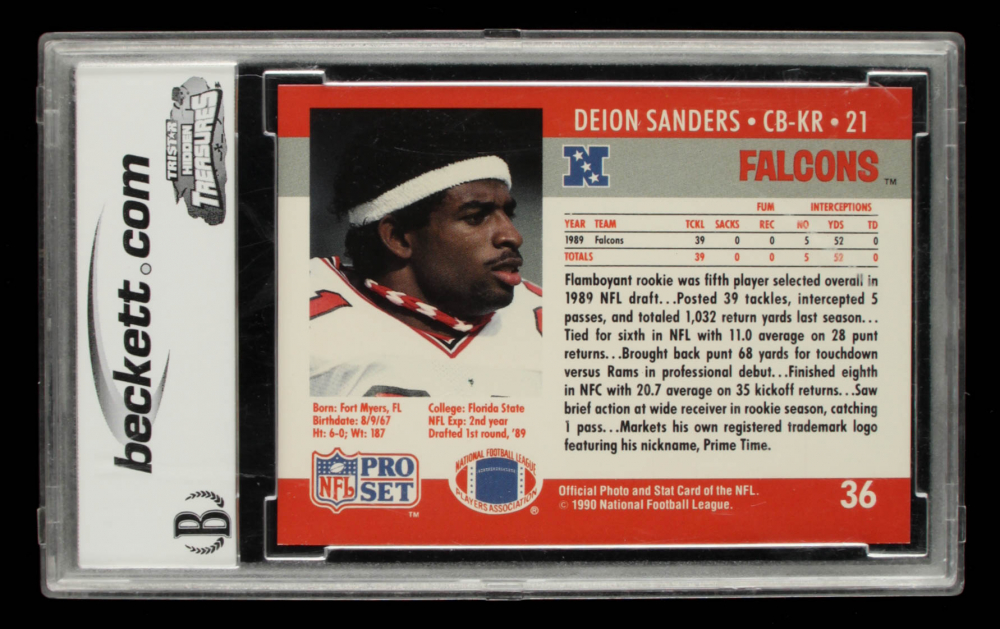 beckett.com
TRISTAR
HIDDEN
TREASURES
B
DEION SANDERS • CB-KR • 21
N
FALCONS TM
FUM INTERCEPTIONS
YEAR TEAM TCKL SACKS REC NO YDS TD
1989 Falcons 39 0 0 5 52 0
TOTALS 39 0 0 5 52 0
Flamboyant rookie was fifth player selected overall in
1989 NFL draft...Posted 39 tackles, intercepted 5
passes, and totaled 1,032 return yards last season...
Tied for sixth in NFL with 11.0 average on 28 punt
returns...Brought back punt 68 yards for touchdown
versus Rams in professional debut...Finished eighth
in NFC with 20.7 average on 35 kickoff returns...Saw
brief action at wide receiver in rookie season, catching
1 pass...Markets his own registered trademark logo
featuring his nickname, Prime Time.
Born: Fort Myers, FL
Birthdate: 8/9/67
Ht: 6-0; Wt: 187
College: Florida State
NFL Exp: 2nd year
Drafted 1st round, '89
NFL PRO
SET
TM
NATIONAL FOOTBALL LEAGUE
PLAYERS ASSOCIATION
®
Official Photo and Stat Card of the NFL.
© 1990 National Football League.
36